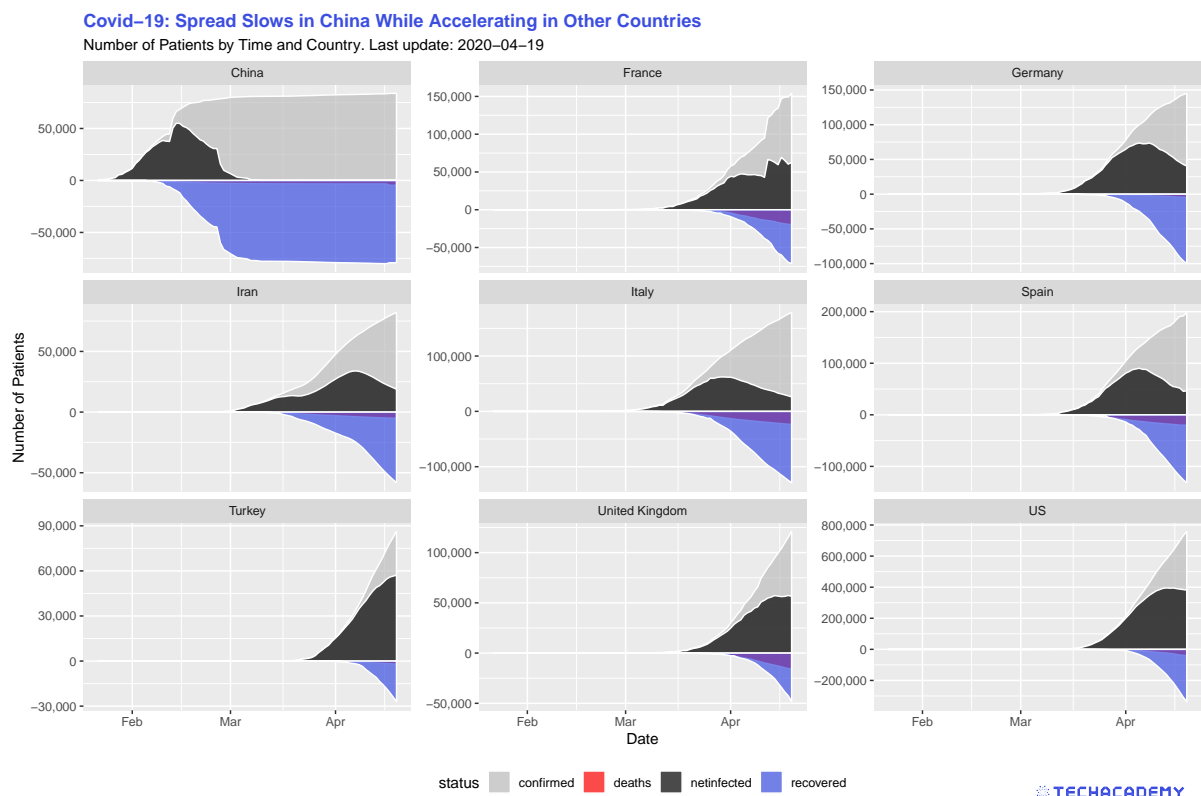 Covid–19: Spread Slows in China While Accelerating in Other Countries
Number of Patients by Time and Country. Last update: 2020–04–19
China
France
Germany
50,000
0
−50,000
150,000
100,000
50,000
0
−50,000
150,000
100,000
50,000
0
−50,000
−100,000
Iran
Italy
Spain
50,000
0
−50,000
100,000
0
−100,000
200,000
100,000
0
−100,000
Turkey
United Kingdom
US
90,000
60,000
30,000
0
−30,000
100,000
50,000
0
−50,000
800,000
600,000
400,000
200,000
0
−200,000
Feb Mar Apr
Feb Mar Apr
Feb Mar Apr
Number of Patients
Date
status confirmed deaths netinfected recovered
TECHACADEMY